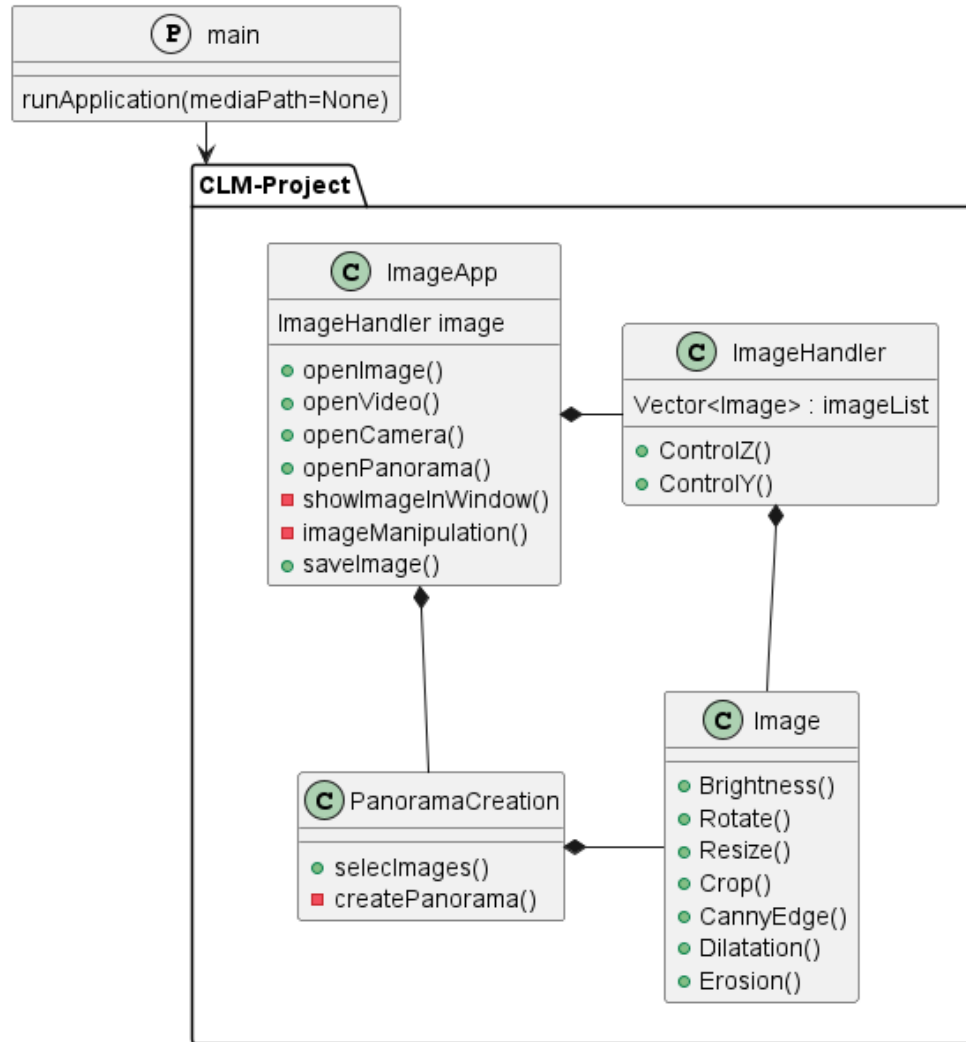 P main
runApplication(mediaPath=None)
CLM-Project
C ImageApp
ImageHandler image
openImage()
openVideo()
openCamera()
openPanorama()
showImageInWindow()
imageManipulation()
saveImage()
C ImageHandler
Vector<Image> : imageList
ControlZ()
ControlY()
C PanoramaCreation
selecImages()
createPanorama()
C Image
Brightness()
Rotate()
Resize()
Crop()
CannyEdge()
Dilatation()
Erosion()